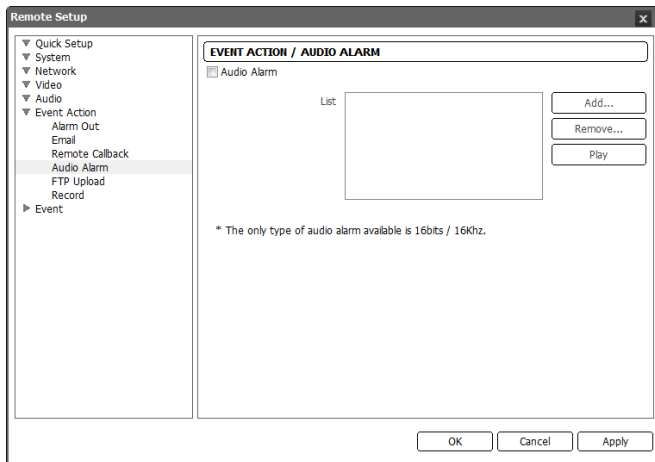 Remote Setup
x
Quick Setup
System
Network
Video
Audio
Event Action
Alarm Out
Email
Remote Callback
Audio Alarm
FTP Upload
Record
Event
EVENT ACTION / AUDIO ALARM
Audio Alarm
List
Add...
Remove...
Play
* The only type of audio alarm available is 16bits / 16Khz.
OK
Cancel
Apply